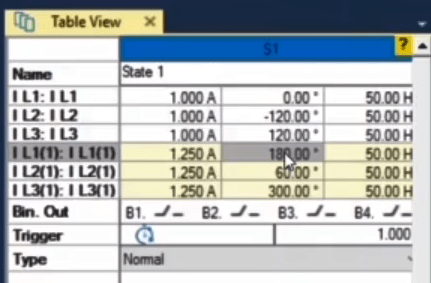 Table View ×
S1 ?
Name State 1
I L1: I L1 1.000 A 0.00 ° 50.00 H
I L2: I L2 1.000 A -120.00 ° 50.00 H
I L3: I L3 1.000 A 120.00 ° 50.00 H
I L1(1): I L1(1) 1.250 A 180.00 ° 50.00 H
I L2(1): I L2(1) 1.250 A 60.00 ° 50.00 H
I L3(1): I L3(1) 1.250 A 300.00 ° 50.00 H
Bin. Out B1. B2. B3. B4.
Trigger 1.000
Type Normal